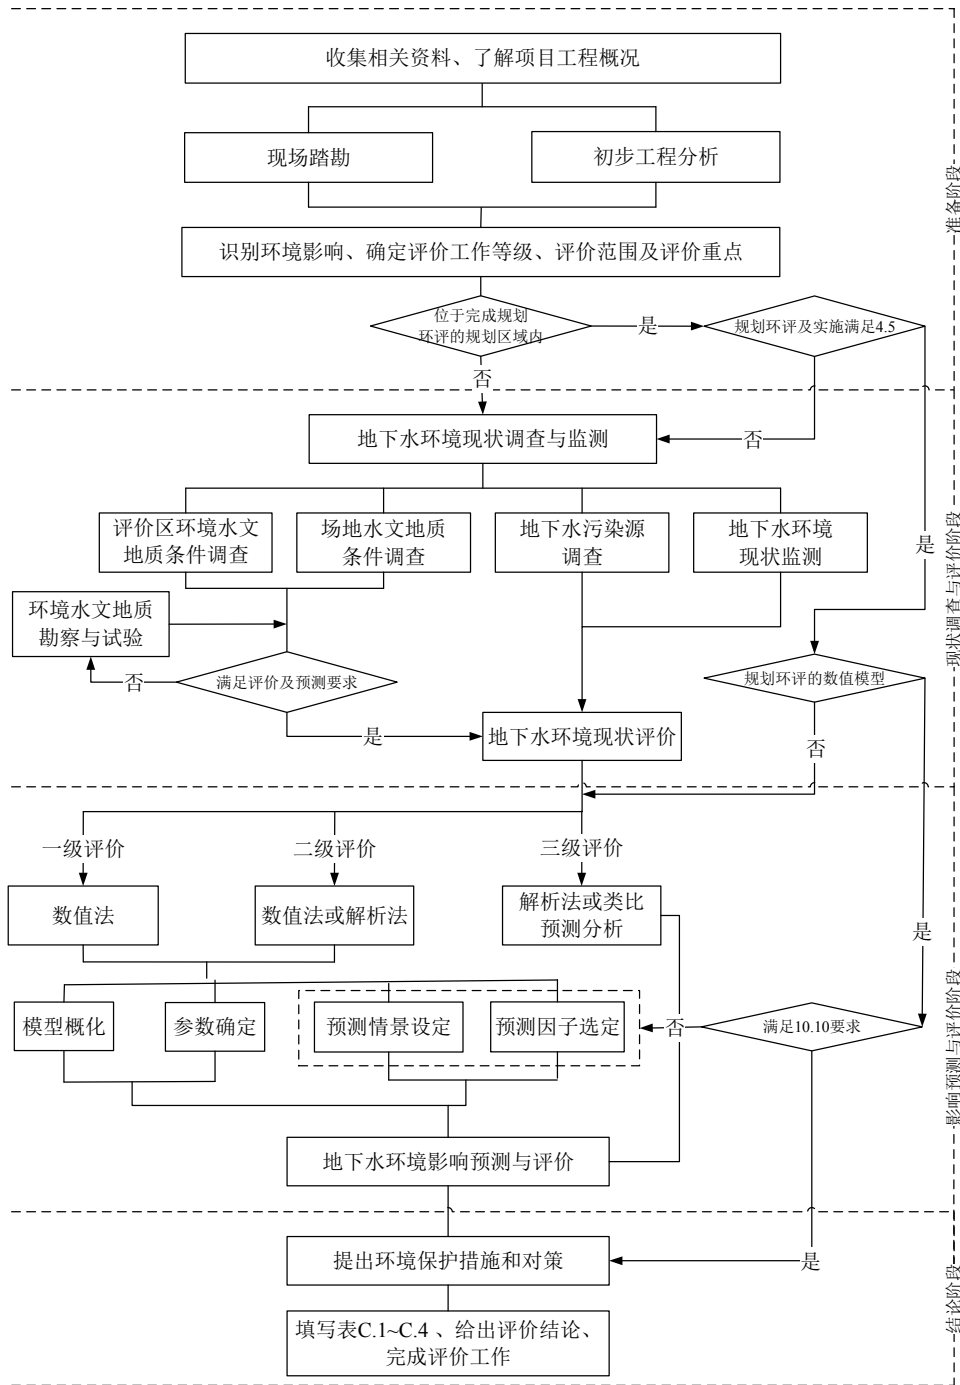 收集相关资料、了解项目工程概况
现场踏勘
初步工程分析
准备阶段
识别环境影响、确定评价工作等级、评价范围及评价重点
位于完成规划
环评的规划区域内
是
规划环评及实施满足4.5
否
地下水环境现状调查与监测
否
评价区环境水文
地质条件调查
场地水文地质
条件调查
地下水污染源
调查
地下水环境
现状监测
是
现状调查与评价阶段
环境水文地质
勘察与试验
否
满足评价及预测要求
规划环评的数值模型
是
地下水环境现状评价
否
一级评价
二级评价
三级评价
数值法
数值法或解析法
解析法或类比
预测分析
是
模型概化
参数确定
预测情景设定
预测因子选定
否
满足10.10要求
影响预测与评价阶段
地下水环境影响预测与评价
提出环境保护措施和对策
是
结论阶段
填写表C.1~C.4 、给出评价结论、
完成评价工作